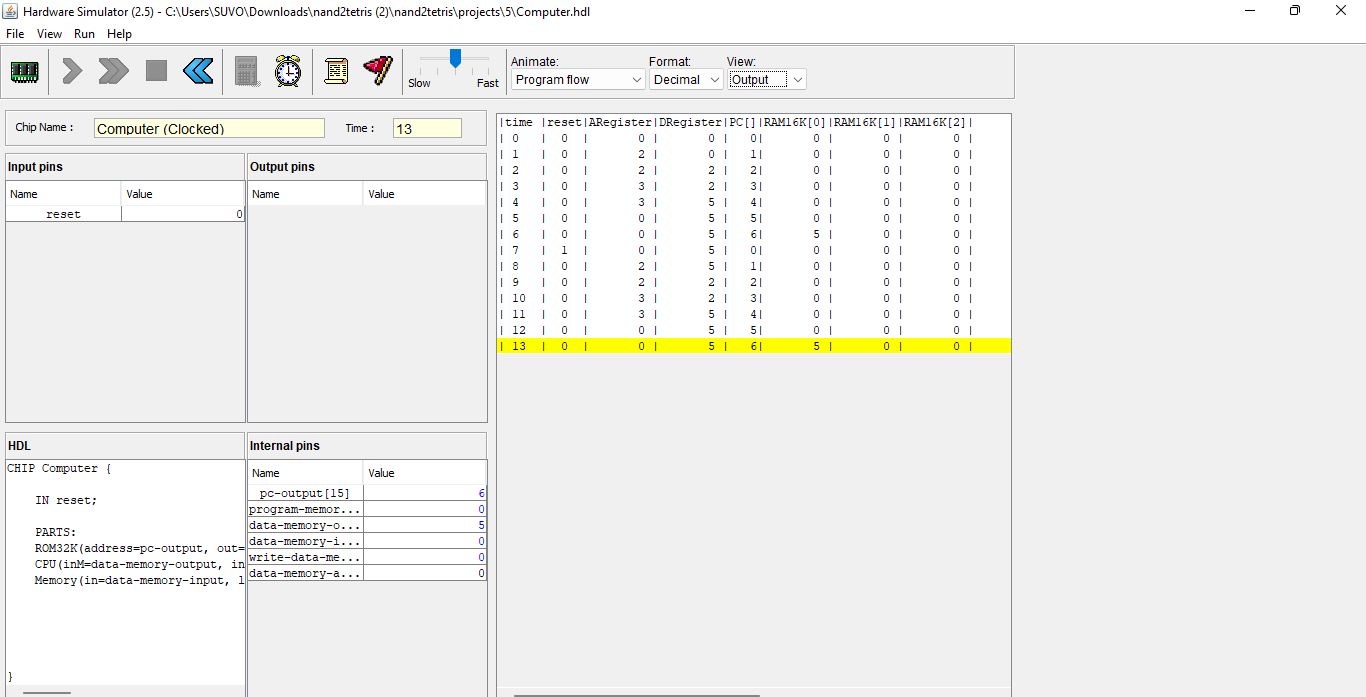 Hardware Simulator (2.5) - C:\Users\SUVO\Downloads\nand2tetris (2)\nand2tetris\projects\5\Computer.hdl
File View Run Help
Slow Fast
Animate: Format: View:
Program flow Decimal Output
Chip Name : Computer (Clocked) Time : 13
Input pins
Name Value
reset 0
Output pins
Name Value
HDL
CHIP Computer {
IN reset;
PARTS:
ROM32K(address=pc-output, out=
CPU(inM=data-memory-output, in
Memory(in=data-memory-input, l
}
Internal pins
Name Value
pc-output[15] 6
program-memor... 0
data-memory-o... 5
data-memory-i... 0
write-data-me... 0
data-memory-a... 0
|time |reset|ARegister|DRegister|PC[]|RAM16K[0]|RAM16K[1]|RAM16K[2]|
| 0 | 0 | 0 | 0 | 0| 0 | 0 | 0 |
| 1 | 0 | 2 | 0 | 1| 0 | 0 | 0 |
| 2 | 0 | 2 | 2 | 2| 0 | 0 | 0 |
| 3 | 0 | 3 | 2 | 3| 0 | 0 | 0 |
| 4 | 0 | 3 | 5 | 4| 0 | 0 | 0 |
| 5 | 0 | 0 | 5 | 5| 0 | 0 | 0 |
| 6 | 0 | 0 | 5 | 6| 5 | 0 | 0 |
| 7 | 1 | 0 | 5 | 0| 0 | 0 | 0 |
| 8 | 0 | 2 | 5 | 1| 0 | 0 | 0 |
| 9 | 0 | 2 | 2 | 2| 0 | 0 | 0 |
| 10 | 0 | 3 | 2 | 3| 0 | 0 | 0 |
| 11 | 0 | 3 | 5 | 4| 0 | 0 | 0 |
| 12 | 0 | 0 | 5 | 5| 0 | 0 | 0 |
| 13 | 0 | 0 | 5 | 6| 5 | 0 | 0 |